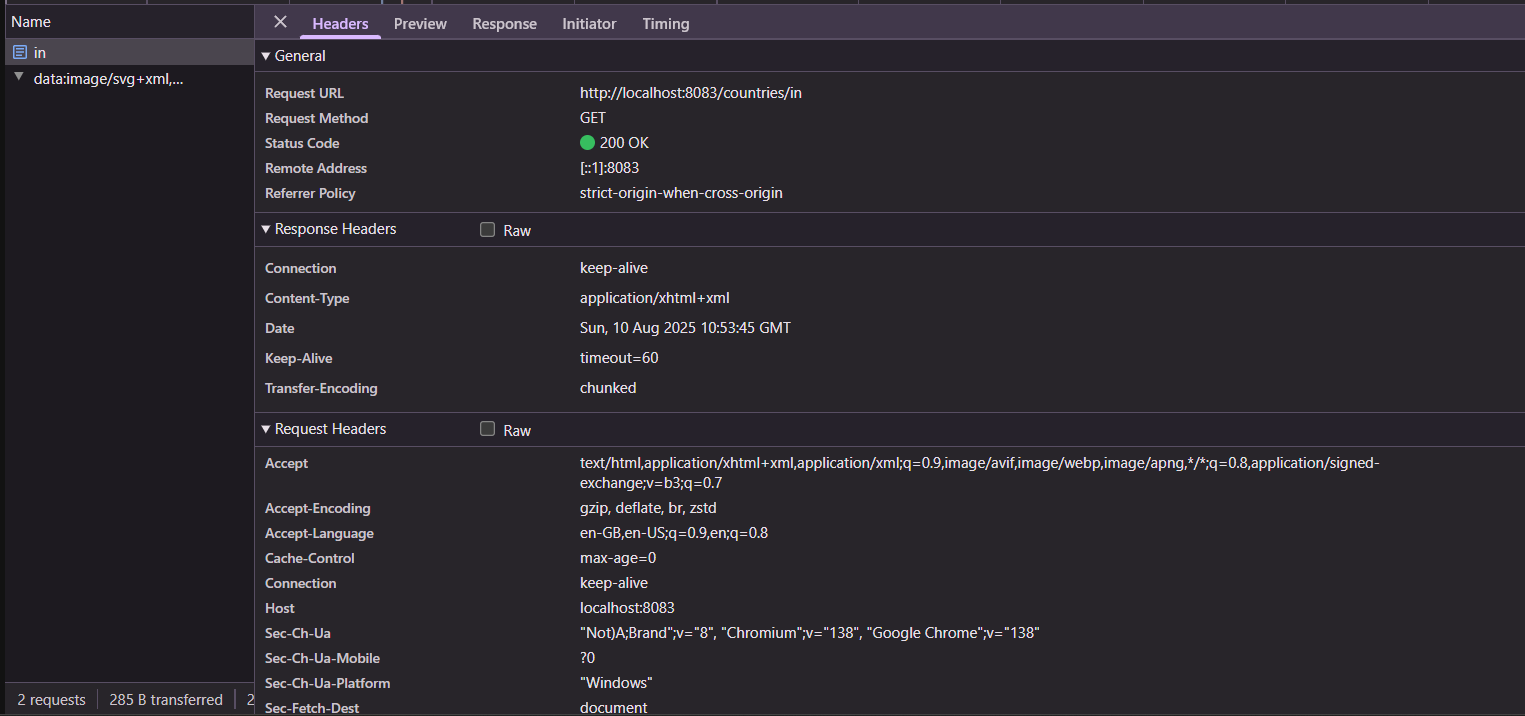 Name
in
data:image/svg+xml,...
2 requests 285 B transferred 2
Headers Preview Response Initiator Timing
General
Request URL http://localhost:8083/countries/in
Request Method GET
Status Code 200 OK
Remote Address [::1]:8083
Referrer Policy strict-origin-when-cross-origin
Response Headers Raw
Connection keep-alive
Content-Type application/xhtml+xml
Date Sun, 10 Aug 2025 10:53:45 GMT
Keep-Alive timeout=60
Transfer-Encoding chunked
Request Headers Raw
Accept text/html,application/xhtml+xml,application/xml;q=0.9,image/avif,image/webp,image/apng,*/*;q=0.8,application/signed-
exchange;v=b3;q=0.7
Accept-Encoding gzip, deflate, br, zstd
Accept-Language en-GB,en-US;q=0.9,en;q=0.8
Cache-Control max-age=0
Connection keep-alive
Host localhost:8083
Sec-Ch-Ua "Not)A;Brand";v="8", "Chromium";v="138", "Google Chrome";v="138"
Sec-Ch-Ua-Mobile ?0
Sec-Ch-Ua-Platform "Windows"
Sec-Fetch-Dest document